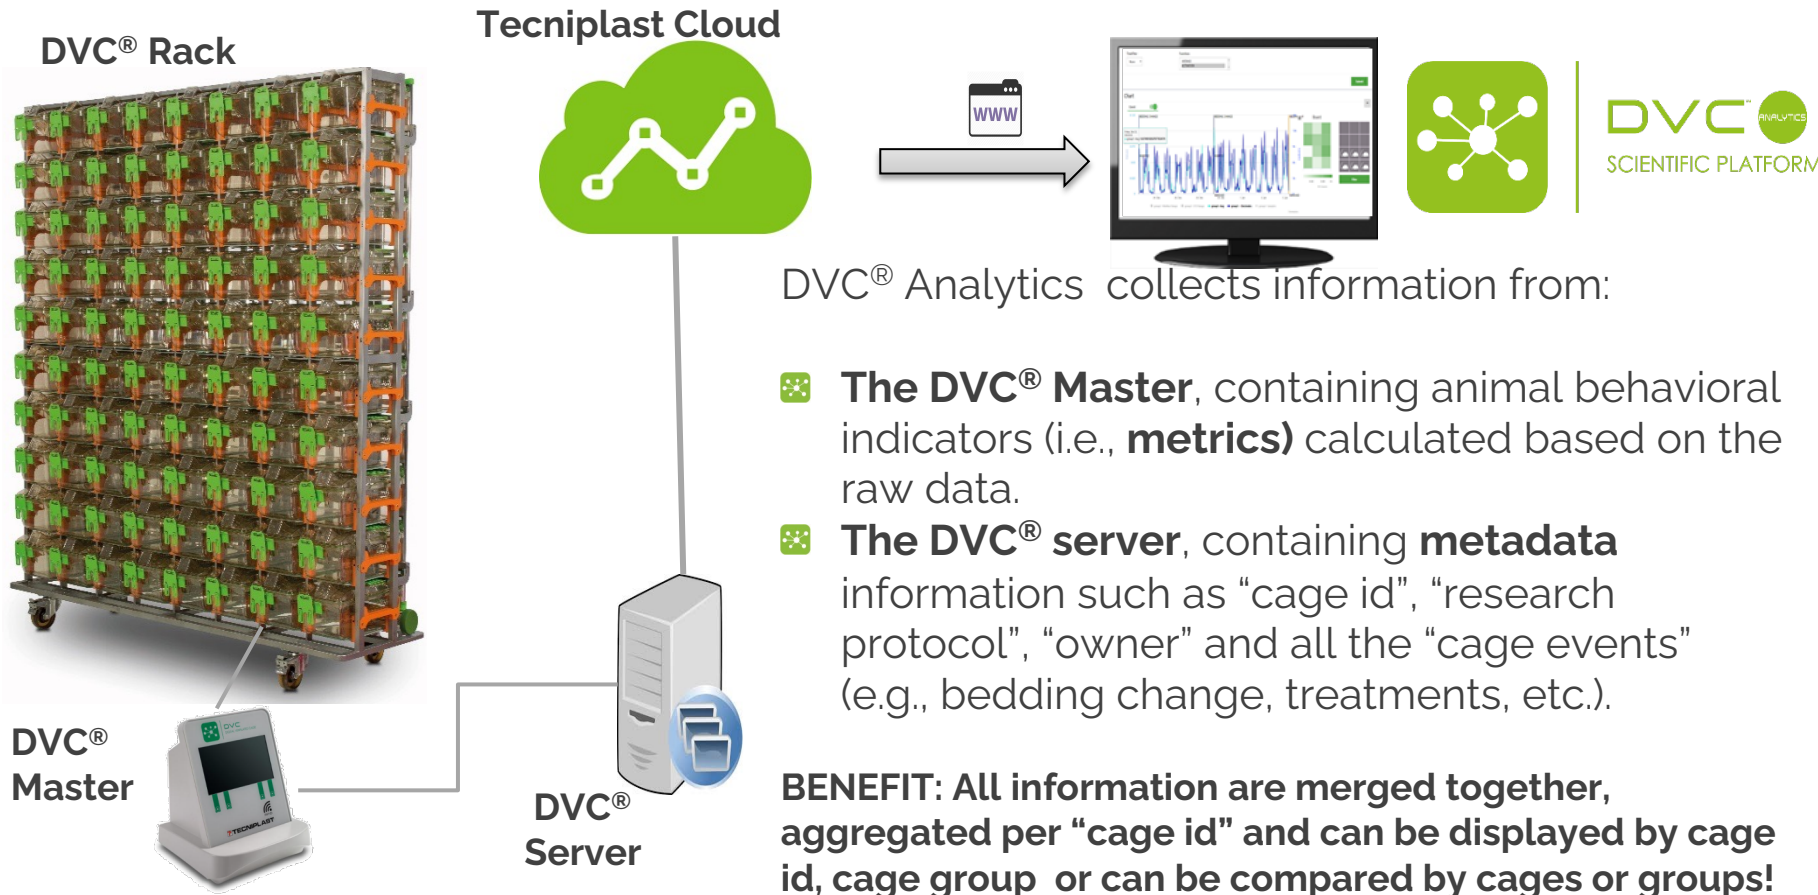 Tecniplast Cloud
DVC® Rack
WWW
DVC™ ANALYTICS
SCIENTIFIC PLATFORM
DVC® Analytics collects information from:
The DVC® Master, containing animal behavioral
indicators (i.e., metrics) calculated based on the
raw data.
The DVC® server, containing metadata
information such as “cage id”, “research
protocol”, “owner” and all the “cage events”
(e.g., bedding change, treatments, etc.).
BENEFIT: All information are merged together,
aggregated per “cage id” and can be displayed by cage
id, cage group or can be compared by cages or groups!
DVC®
Master
DVC
TECNIPLAST
DVC®
Server